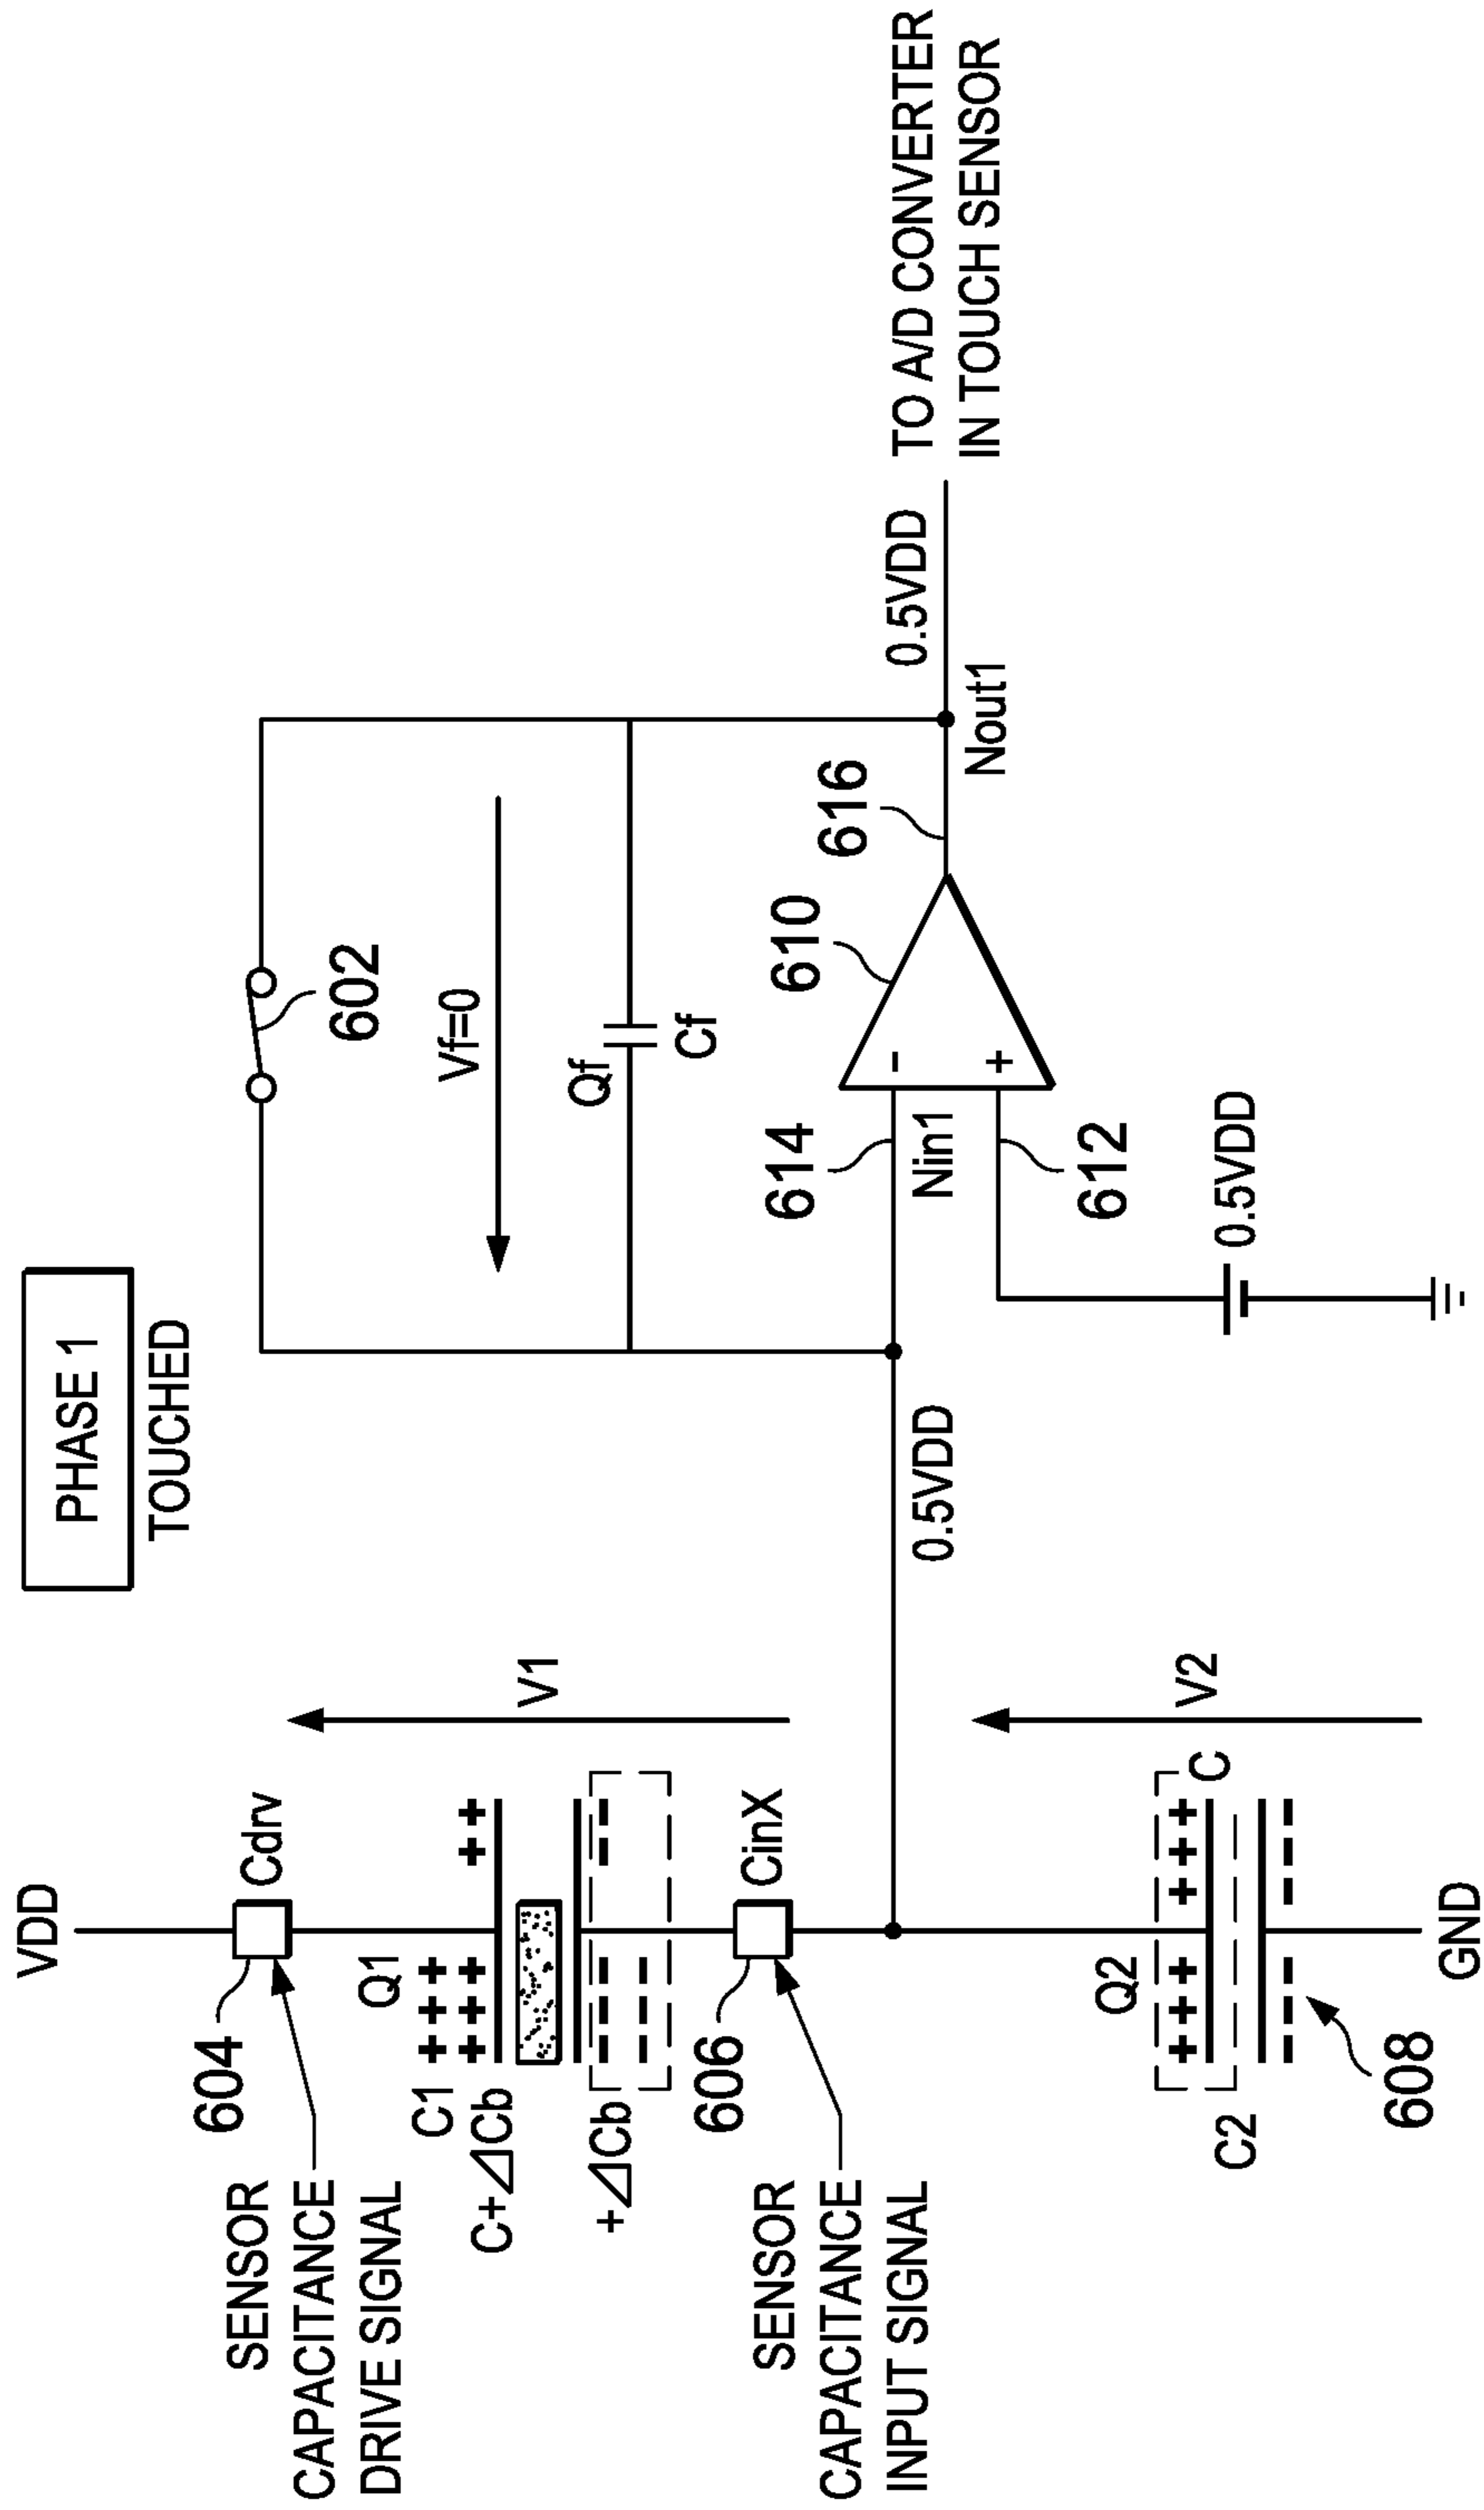 PHASE 1
TOUCHED
VDD
604
Cdrv
SENSOR
CAPACITANCE
DRIVE SIGNAL
Q1
+++
+++ ++
C1
C+⊿Cb
+⊿Cb
V1
606
CinX
SENSOR
CAPACITANCE
INPUT SIGNAL
0.5VDD
Q2
+++ +++
C
C2
V2
608
GND
602
Vf=0
Qf
Cf
614
Nin1
-
+
610
616
612
0.5VDD
0.5VDD
Nout1
TO A/D CONVERTER
IN TOUCH SENSOR